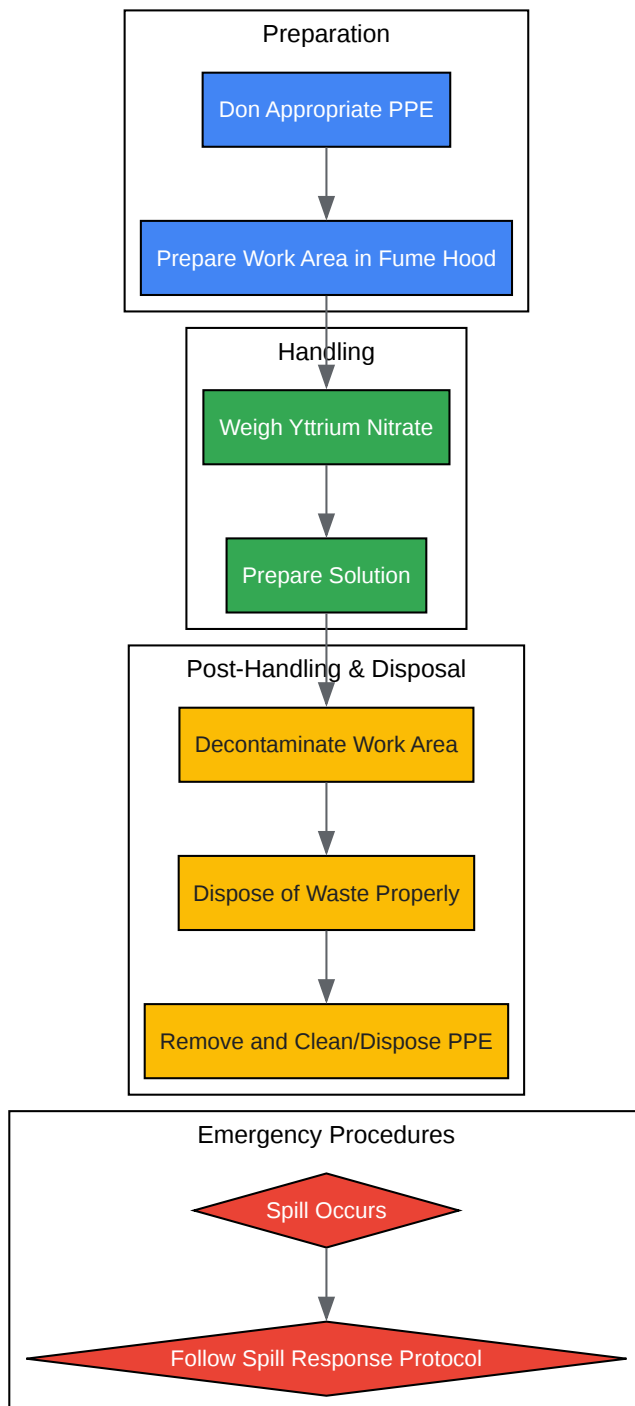 Preparation
Don Appropriate PPE
Prepare Work Area in Fume Hood
Handling
Weigh Yttrium Nitrate
Prepare Solution
Post-Handling & Disposal
Decontaminate Work Area
Dispose of Waste Properly
Remove and Clean/Dispose PPE
Emergency Procedures
Spill Occurs
Follow Spill Response Protocol